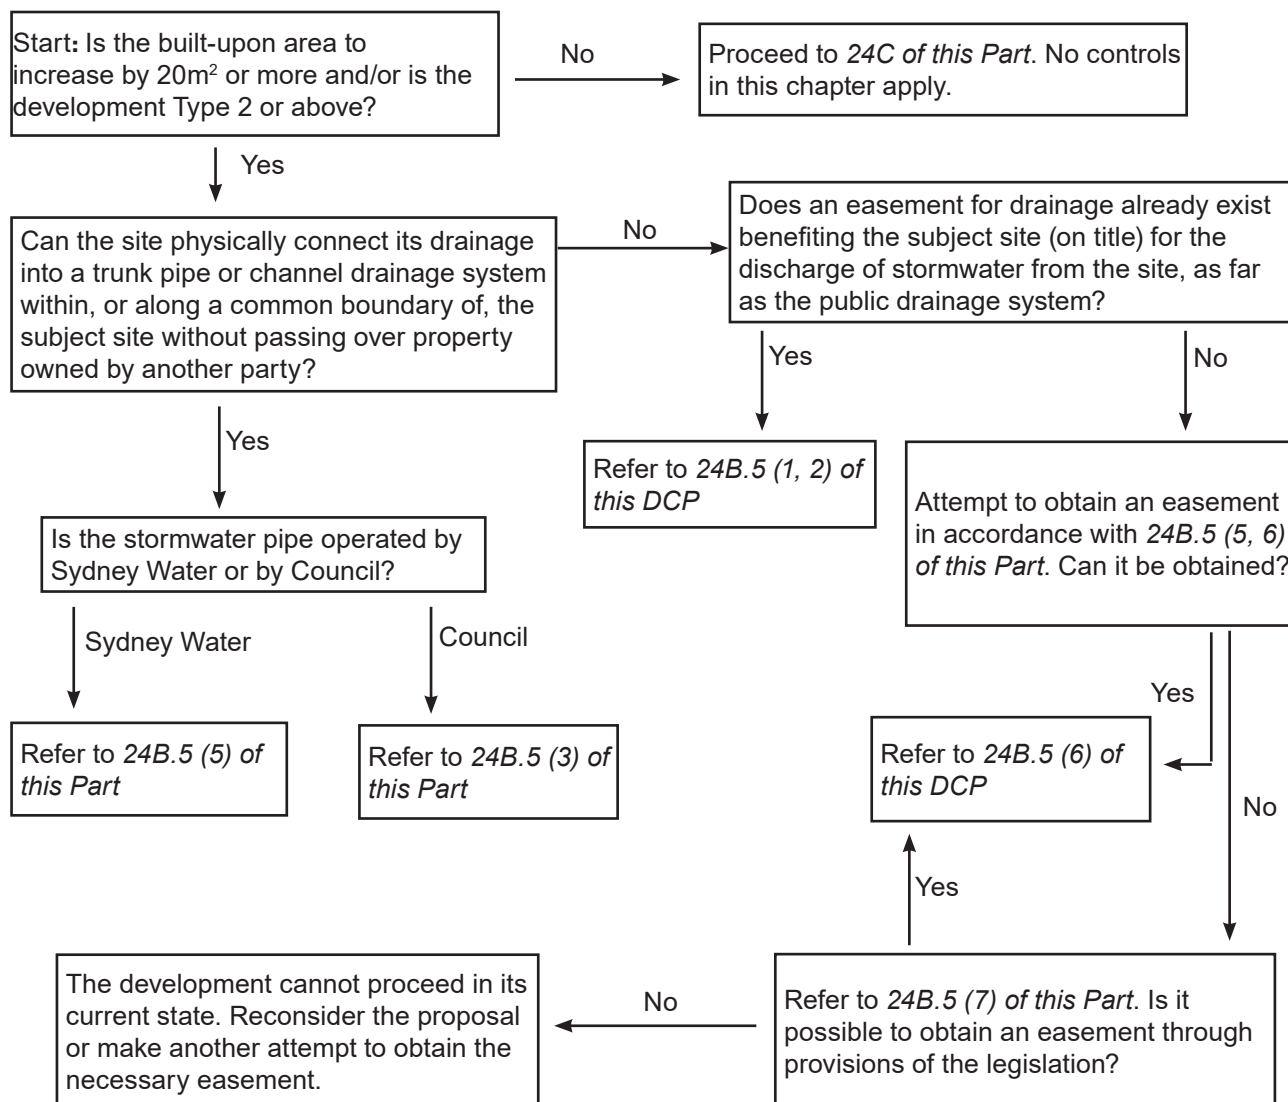 Start: Is the built-upon area to
increase by 20m² or more and/or is the
development Type 2 or above?
No
Proceed to 24C of this Part. No controls
in this chapter apply.
Yes
Can the site physically connect its drainage
into a trunk pipe or channel drainage system
within, or along a common boundary of, the
subject site without passing over property
owned by another party?
No
Does an easement for drainage already exist
benefiting the subject site (on title) for the
discharge of stormwater from the site, as far
as the public drainage system?
Yes
No
Yes
Refer to 24B.5 (1, 2) of
this DCP
Attempt to obtain an easement
in accordance with 24B.5 (5, 6)
of this Part. Can it be obtained?
Is the stormwater pipe operated by
Sydney Water or by Council?
Sydney Water
Council
Refer to 24B.5 (5) of
this Part
Refer to 24B.5 (3) of
this Part
Yes
Refer to 24B.5 (6) of
this DCP
No
Yes
Refer to 24B.5 (7) of this Part. Is it
possible to obtain an easement through
provisions of the legislation?
No
The development cannot proceed in its
current state. Reconsider the proposal
or make another attempt to obtain the
necessary easement.